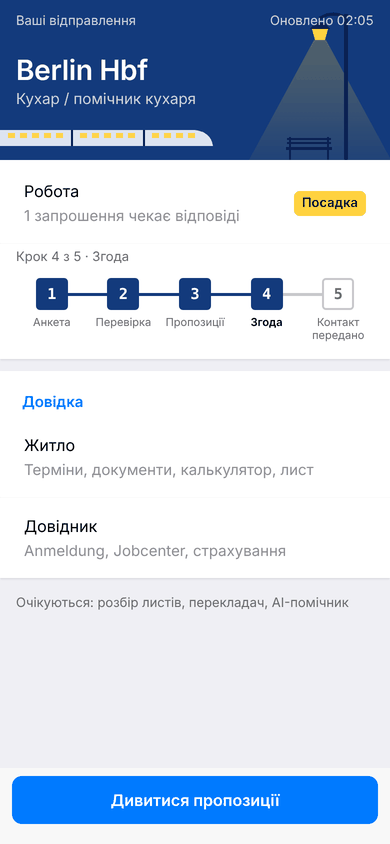 Ваші відправлення
Оновлено 02:05
Berlin Hbf
Кухар / помічник кухаря
Робота
1 запрошення чекає відповіді
Посадка
Крок 4 з 5 · Згода
1 2 3 4 5
Анкета Перевірка Пропозиції Згода Контакт
передано
Довідка
Житло
Терміни, документи, калькулятор, лист
Довідник
Anmeldung, Jobcenter, страхування
Очікуються: розбір листів, перекладач, AI-помічник
Дивитися пропозиції